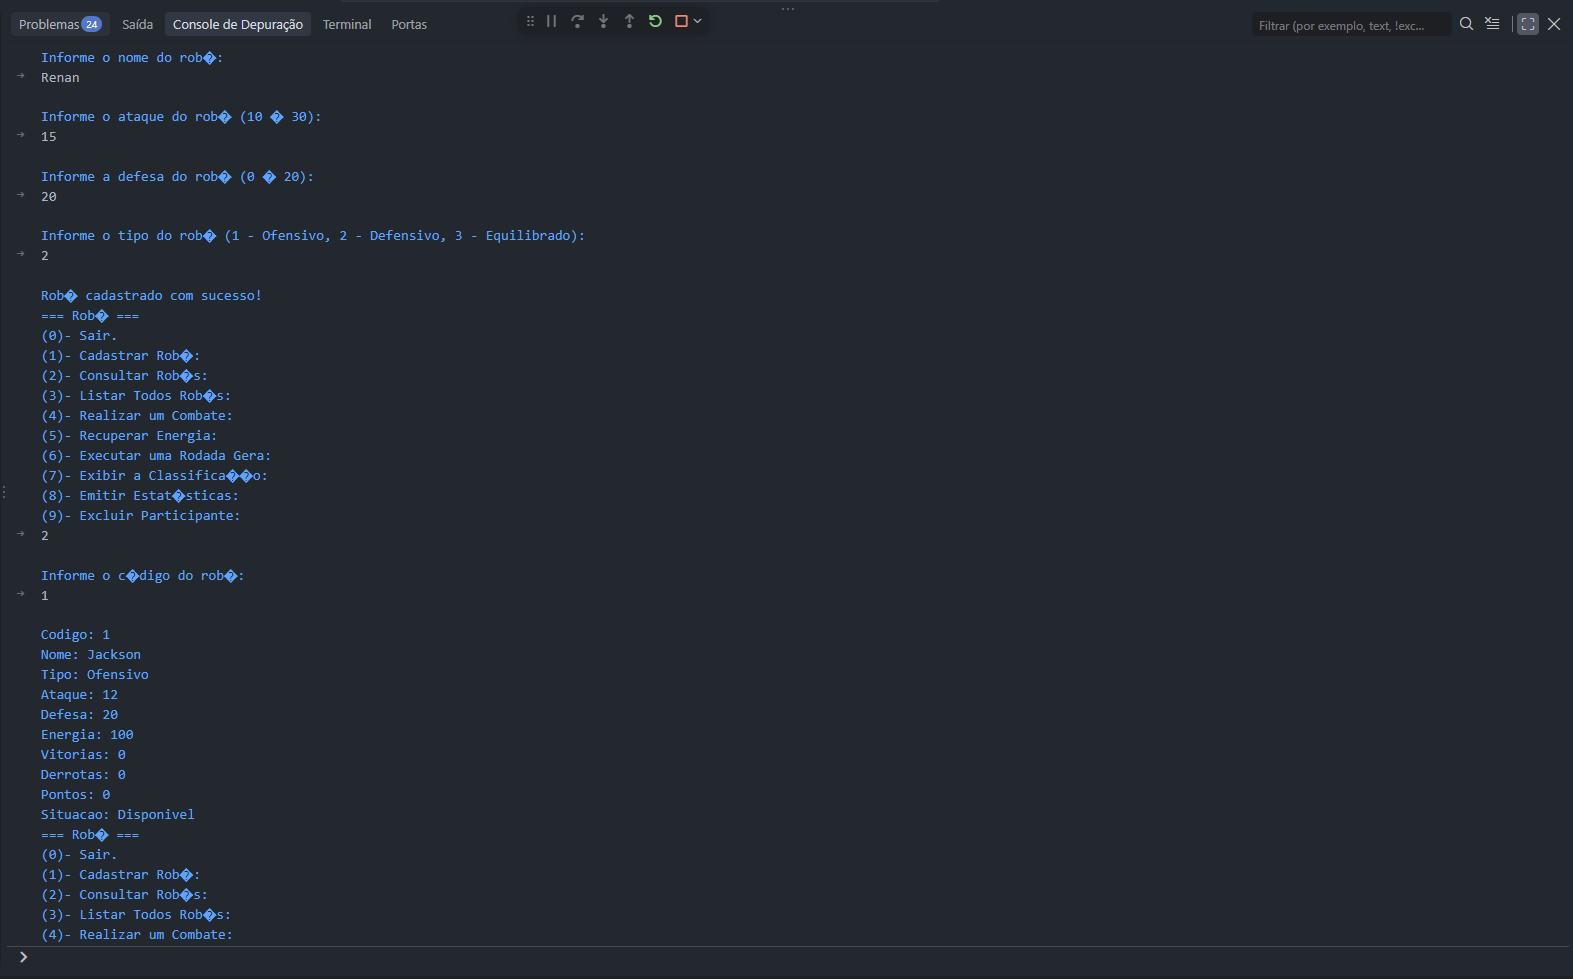 Problemas 24 Saída Console de Depuração Terminal Portas Filtrar (por exemplo, text, !exc...
Informe o nome do rob�:
Renan
Informe o ataque do rob� (10 � 30):
15
Informe a defesa do rob� (0 � 20):
20
Informe o tipo do rob� (1 - Ofensivo, 2 - Defensivo, 3 - Equilibrado):
2
Rob� cadastrado com sucesso!
=== Rob� ===
(0)- Sair.
(1)- Cadastrar Rob�:
(2)- Consultar Rob�s:
(3)- Listar Todos Rob�s:
(4)- Realizar um Combate:
(5)- Recuperar Energia:
(6)- Executar uma Rodada Gera:
(7)- Exibir a Classifica��o:
(8)- Emitir Estat�sticas:
(9)- Excluir Participante:
2
Informe o c�digo do rob�:
1
Codigo: 1
Nome: Jackson
Tipo: Ofensivo
Ataque: 12
Defesa: 20
Energia: 100
Vitorias: 0
Derrotas: 0
Pontos: 0
Situacao: Disponivel
=== Rob� ===
(0)- Sair.
(1)- Cadastrar Rob�:
(2)- Consultar Rob�s:
(3)- Listar Todos Rob�s:
(4)- Realizar um Combate: